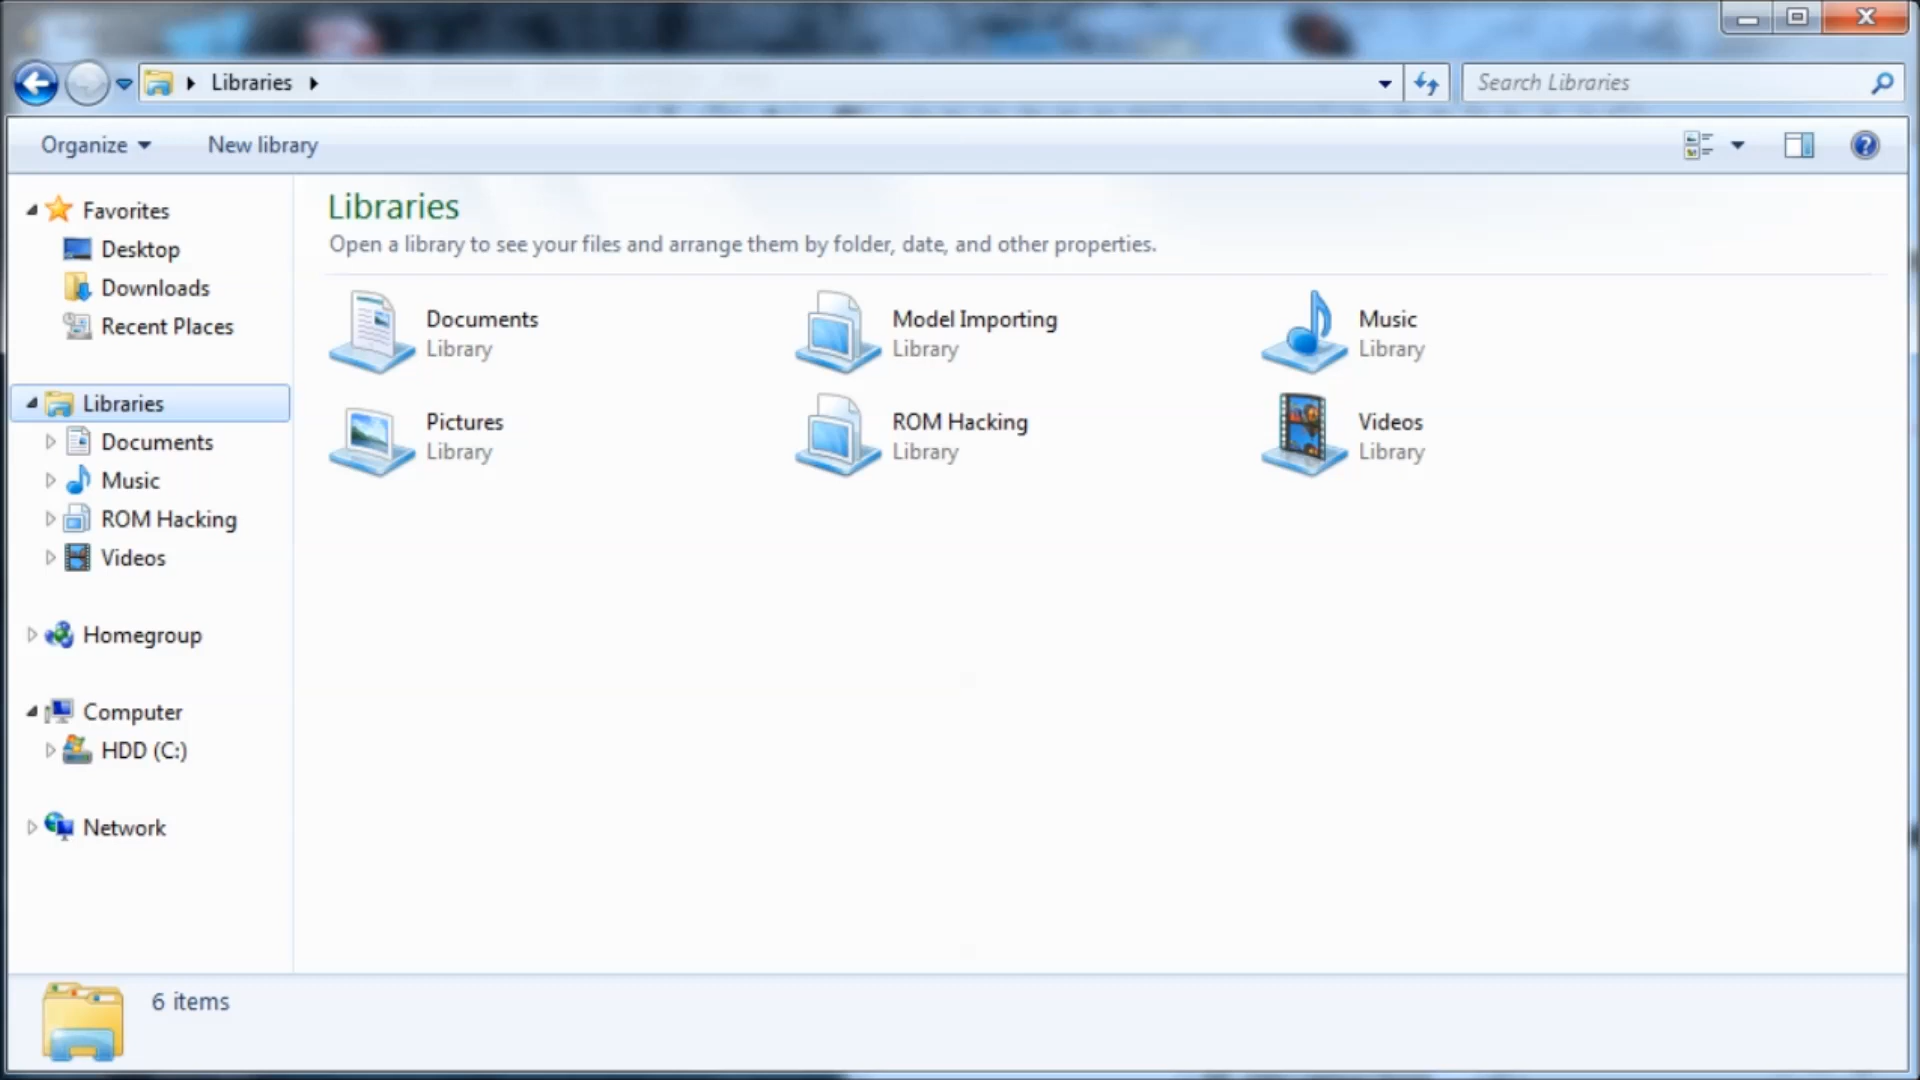 Libraries
Search Libraries
Organize
New library
Favorites
Desktop
Downloads
Recent Places
Libraries
Documents
Music
ROM Hacking
Videos
Homegroup
Computer
HDD (C:)
Network
Libraries
Open a library to see your files and arrange them by folder, date, and other properties.
Documents
Library
Model Importing
Library
Music
Library
Pictures
Library
ROM Hacking
Library
Videos
Library
6 items